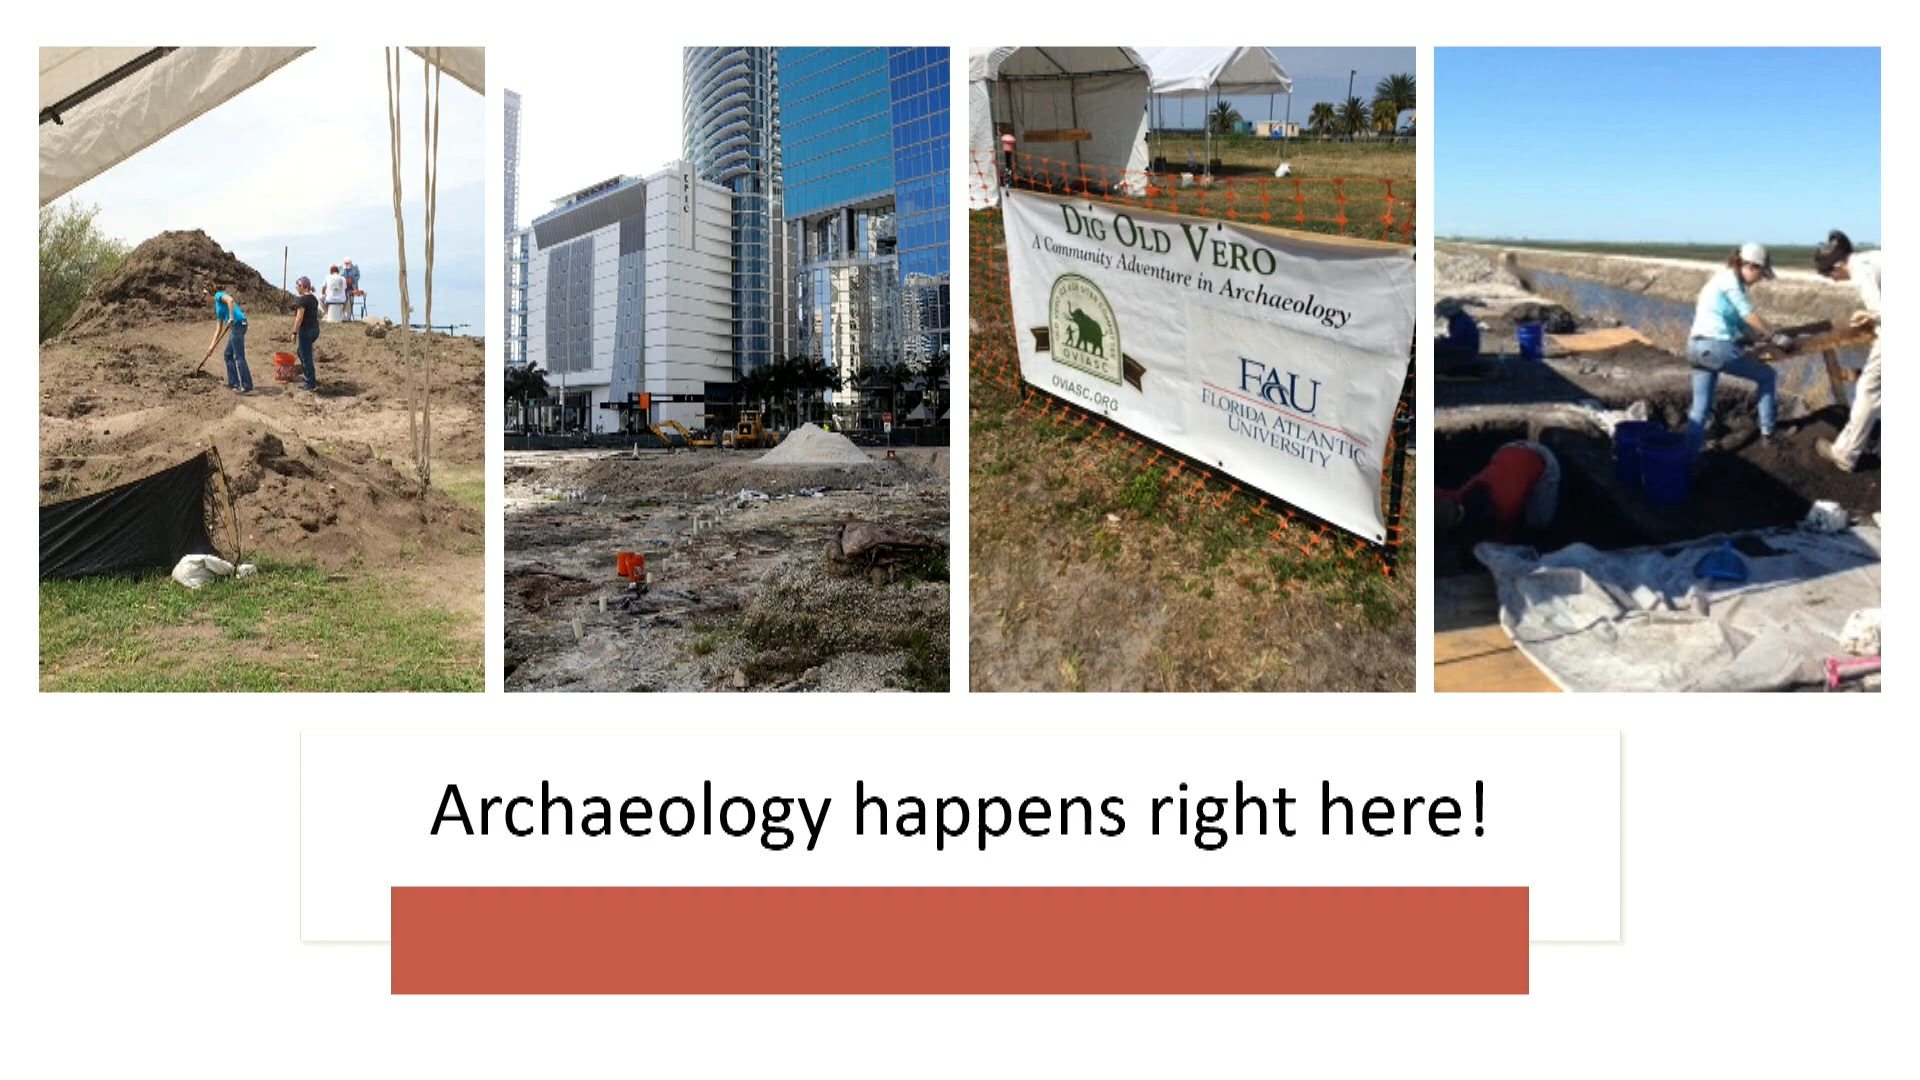 EPIC
DIG OLD VERO
A Community Adventure in Archaeology
OVIASC
OVIASC.ORG
FAU
FLORIDA ATLANTIC
UNIVERSITY
Archaeology happens right here!